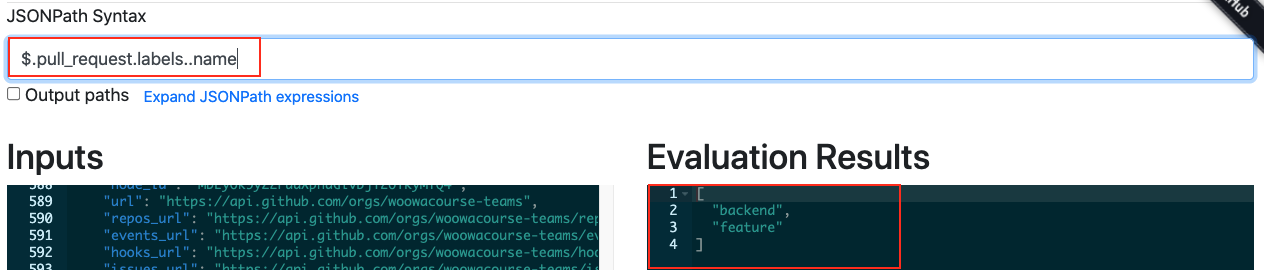 JSONPath Syntax
$.pull_request.labels..name
Output paths Expand JSONPath expressions
Inputs
588 "node_id":
589 "url": "https://api.github.com/orgs/woowacourse-teams",
590 "repos_url": "https://api.github.com/orgs/woowacourse-teams/rep
591 "events_url": "https://api.github.com/orgs/woowacourse-teams/ev
592 "hooks_url": "https://api.github.com/orgs/woowacourse-teams/hoo
593 "issues_url": "https://api.github.com/orgs/woowacourse-teams/is
Evaluation Results
1 [
2 "backend",
3 "feature"
4 ]